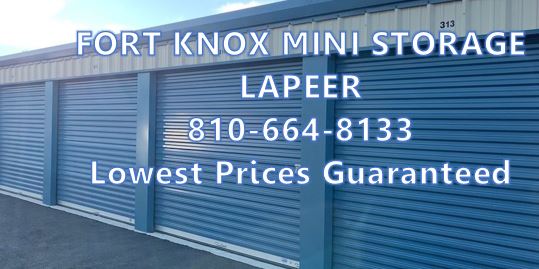 313
FORT KNOX MINI STORAGE
LAPEER
810-664-8133
Lowest Prices Guaranteed